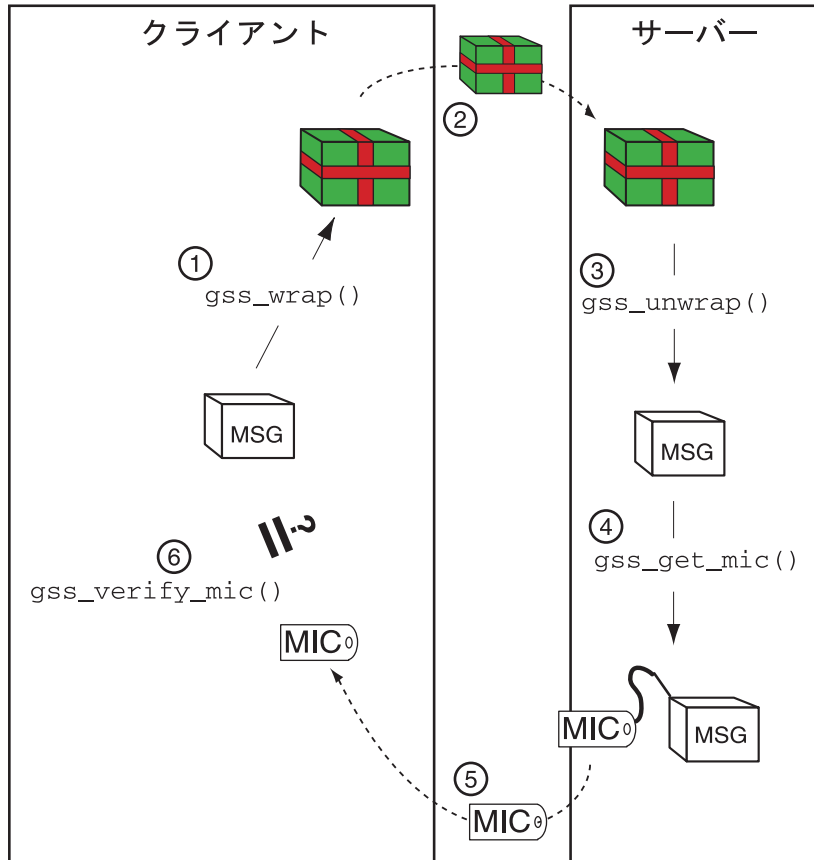 クライアント
サーバー
②
①
gss_wrap()
③
gss_unwrap()
MSG
MSG
=?
④
gss_get_mic()
⑥
gss_verify_mic()
MIC
MIC
MSG
⑤
MIC